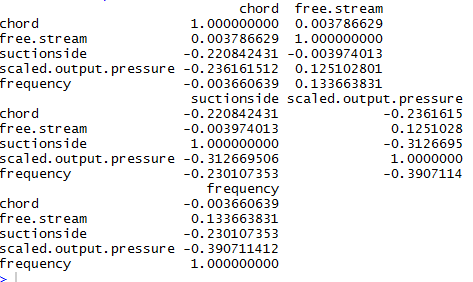 chord free.stream
chord 1.000000000 0.003786629
free.stream 0.003786629 1.000000000
suctionside -0.220842431 -0.003974013
scaled.output.pressure -0.236161512 0.125102801
frequency -0.003660639 0.133663831
suctionside scaled.output.pressure
chord -0.220842431 -0.2361615
free.stream -0.003974013 0.1251028
suctionside 1.000000000 -0.3126695
scaled.output.pressure -0.312669506 1.0000000
frequency -0.230107353 -0.3907114
frequency
chord -0.003660639
free.stream 0.133663831
suctionside -0.230107353
scaled.output.pressure -0.390711412
frequency 1.000000000
>